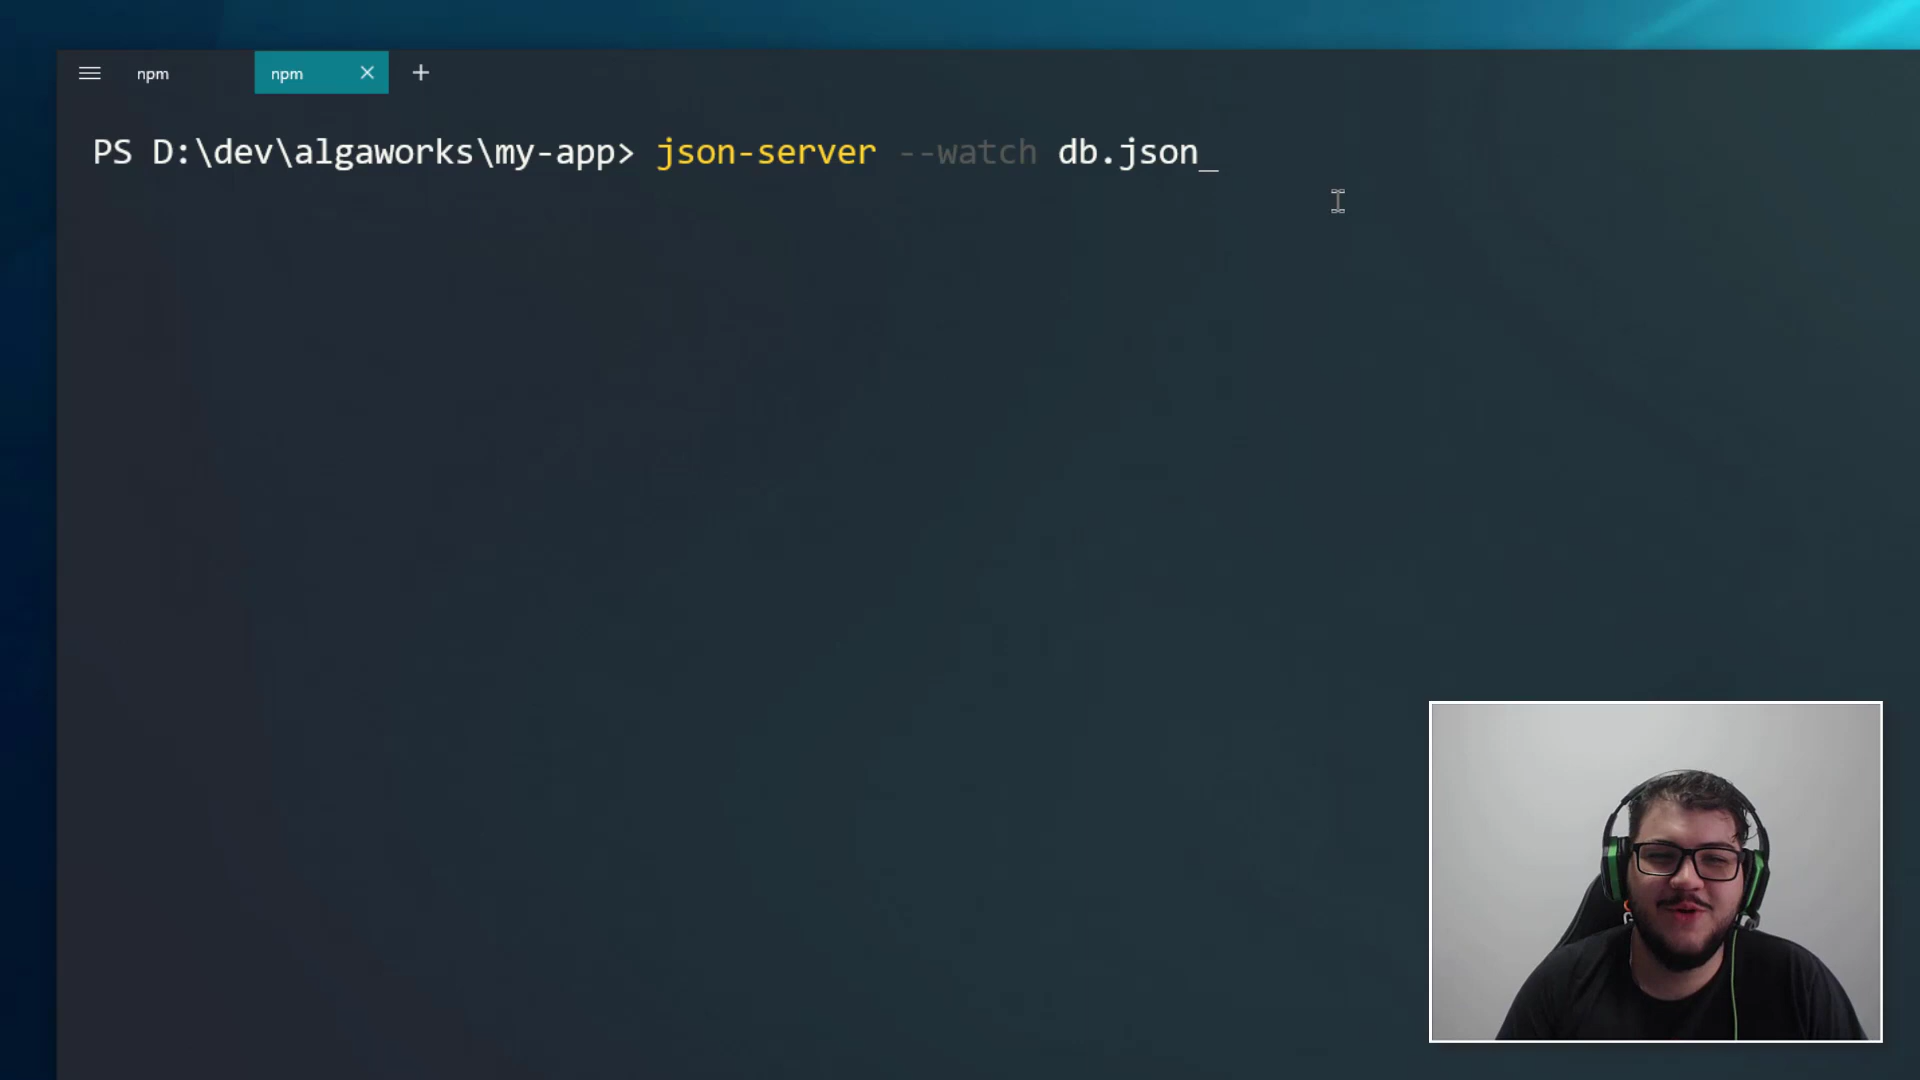 npm
npm
PS D:\dev\algaworks\my-app> json-server --watch db.json_